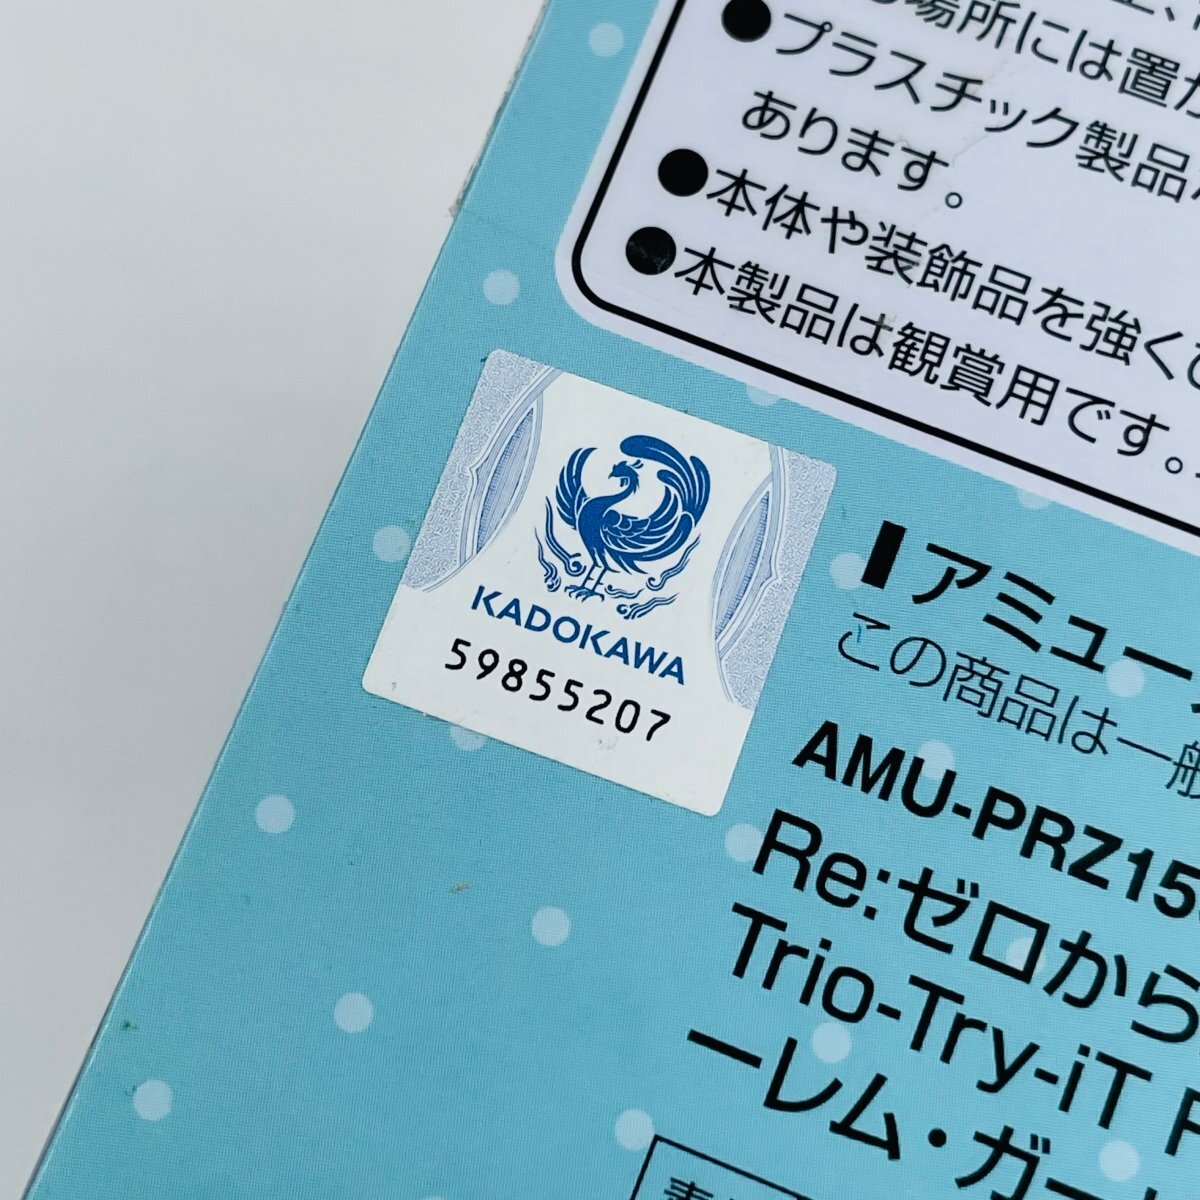 場所には置か
●プラスチック製品
あります。
●本体や装飾品を強くひ
●本製品は観賞用です。
KADOKAWA
59855207
アミュー
この商品は一般
AMU-PRZ15
Re:ゼロから
Trio-Try-iT
ーレム・ガー